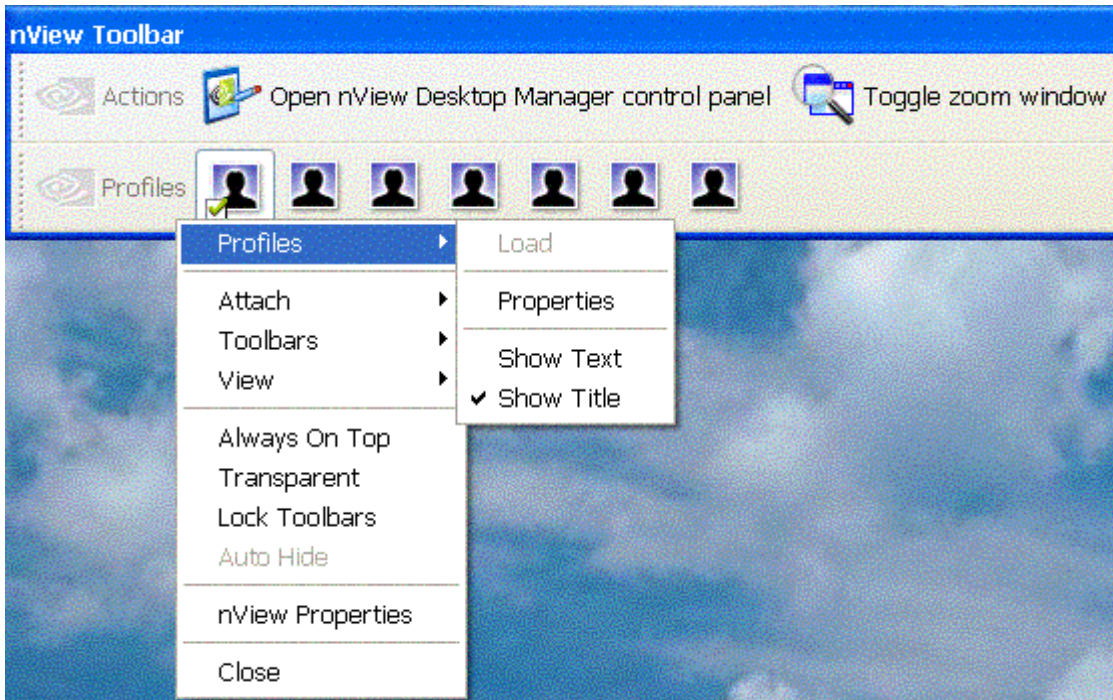 nView Toolbar
Actions Open nView Desktop Manager control panel Toggle zoom window
Profiles
Profiles
Attach
Toolbars
View
Always On Top
Transparent
Lock Toolbars
Auto Hide
nView Properties
Close
Load
Properties
Show Text
Show Title